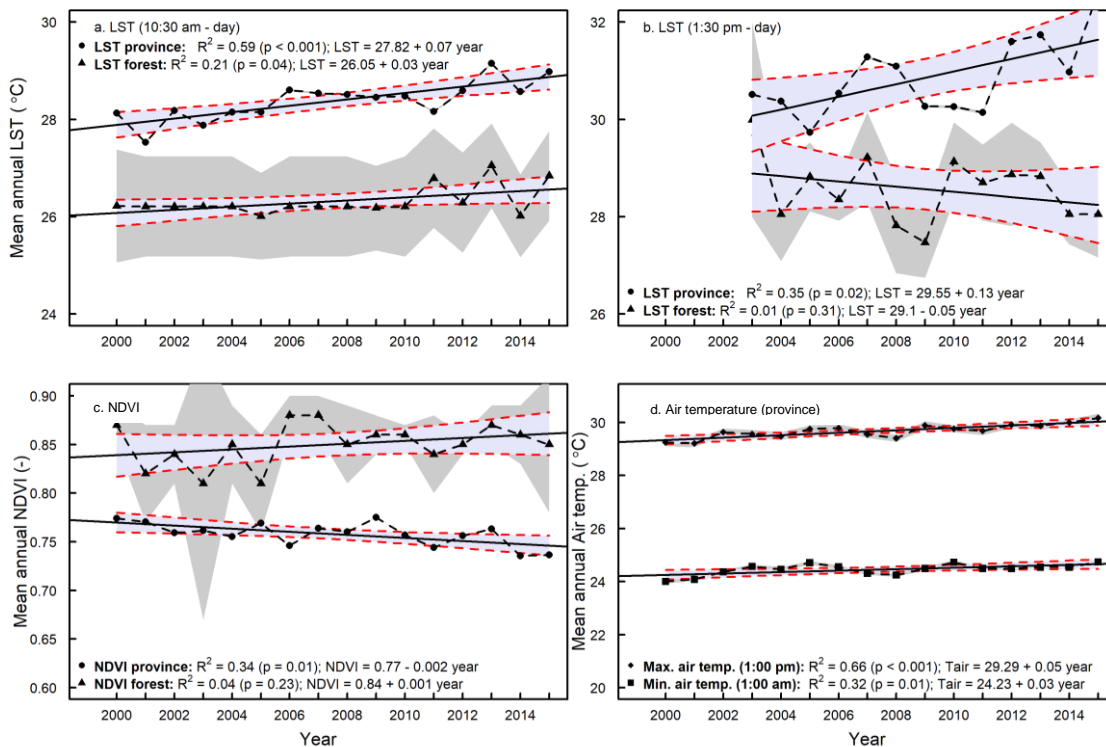 a. LST (10:30 am - day)
LST province: R² = 0.59 (p < 0.001); LST = 27.82 + 0.07 year
LST forest: R² = 0.21 (p = 0.04); LST = 26.05 + 0.03 year
Mean annual LST (°C)
30
28
26
24
2000 2002 2004 2006 2008 2010 2012 2014
b. LST (1:30 pm - day)
32
30
28
26
LST province: R² = 0.35 (p = 0.02); LST = 29.55 + 0.13 year
LST forest: R² = 0.01 (p = 0.31); LST = 29.1 - 0.05 year
2000 2002 2004 2006 2008 2010 2012 2014
c. NDVI
Mean annual NDVI (-)
0.90
0.85
0.80
0.75
0.70
0.65
0.60
NDVI province: R² = 0.34 (p = 0.01); NDVI = 0.77 - 0.002 year
NDVI forest: R² = 0.04 (p = 0.23); NDVI = 0.84 + 0.001 year
2000 2002 2004 2006 2008 2010 2012 2014
Year
d. Air temperature (province)
Mean annual Air temp. ( °C)
30
28
26
24
22
20
Max. air temp. (1:00 pm): R² = 0.66 (p < 0.001); Tair = 29.29 + 0.05 year
Min. air temp. (1:00 am): R² = 0.32 (p = 0.01); Tair = 24.23 + 0.03 year
2000 2002 2004 2006 2008 2010 2012 2014
Year